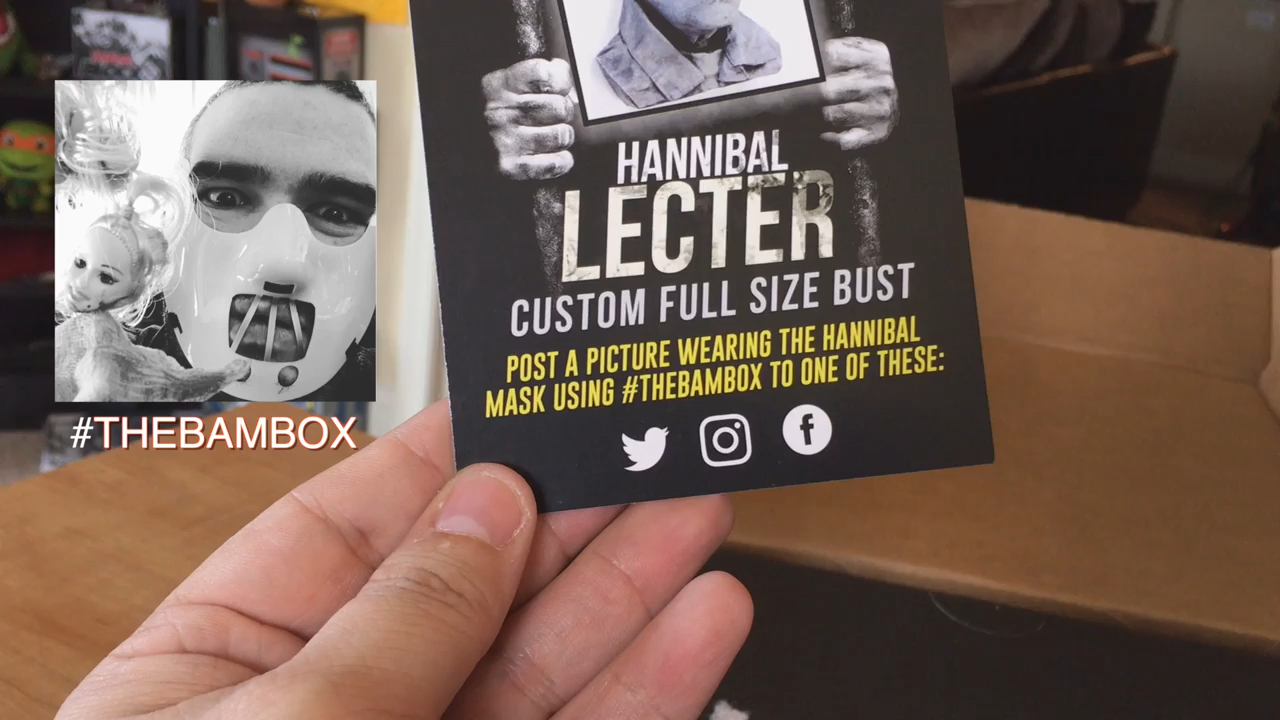 HANNIBAL
LECTER
CUSTOM FULL SIZE BUST
POST A PICTURE WEARING THE HANNIBAL
MASK USING #THEBAMBOX TO ONE OF THESE:
#THEBAMBOX